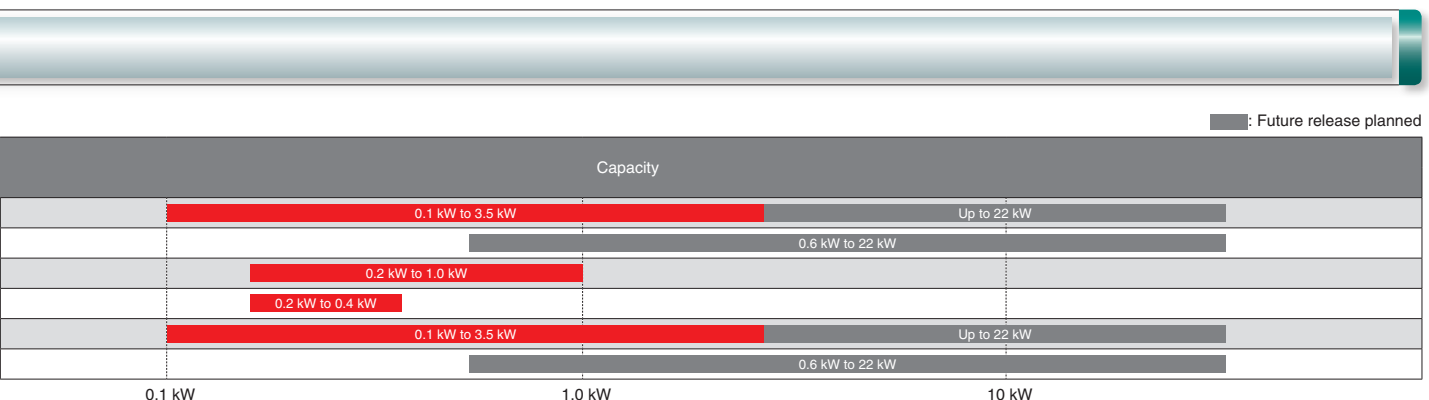 : Future release planned
Capacity
0.1 kW to 3.5 kW Up to 22 kW
0.6 kW to 22 kW
0.2 kW to 1.0 kW
0.2 kW to 0.4 kW
0.1 kW to 3.5 kW Up to 22 kW
0.6 kW to 22 kW
0.1 kW 1.0 kW 10 kW